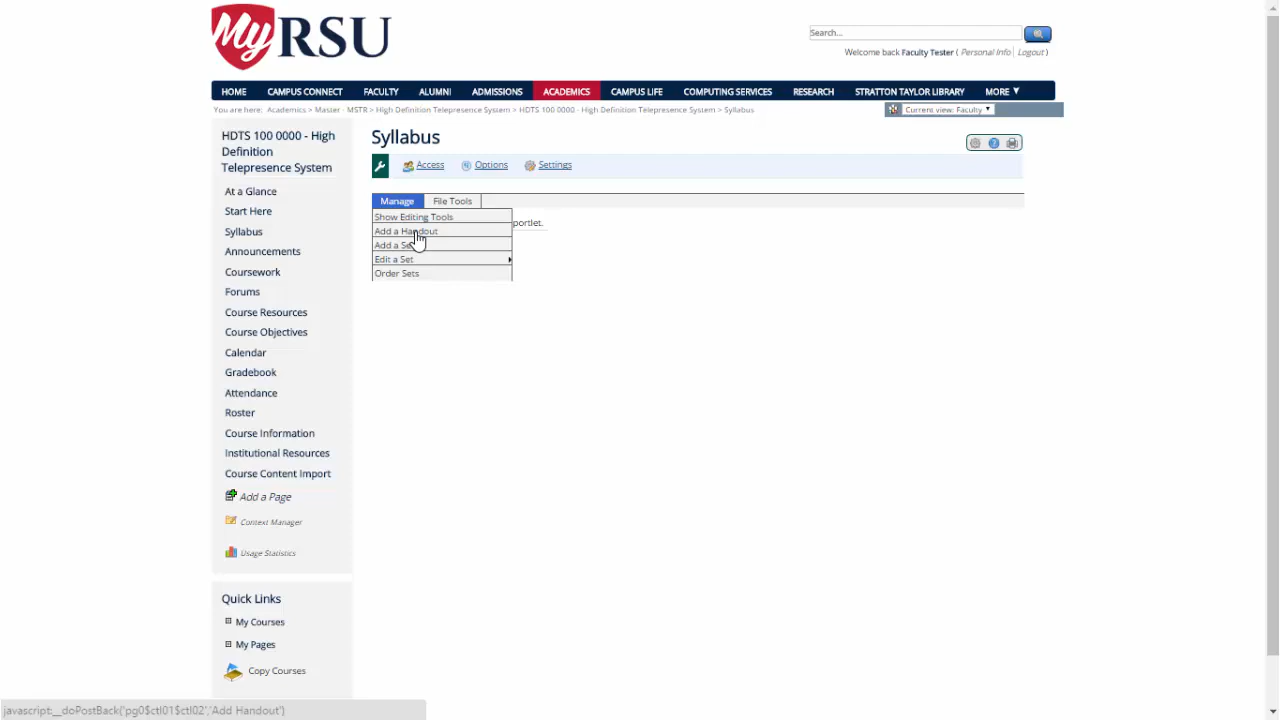 My RSU
Search...
Welcome back Faculty Tester ( Personal Info | Logout )
HOME CAMPUS CONNECT FACULTY ALUMNI ADMISSIONS ACADEMICS CAMPUS LIFE COMPUTING SERVICES RESEARCH STRATTON TAYLOR LIBRARY MORE ▼
You are here: Academics > Master - MSTR > High Definition Telepresence System > HDTS 100 0000 - High Definition Telepresence System > Syllabus
Current view: Faculty ▼
HDTS 100 0000 - High
Definition
Telepresence System
At a Glance
Start Here
Syllabus
Announcements
Coursework
Forums
Course Resources
Course Objectives
Calendar
Gradebook
Attendance
Roster
Course Information
Institutional Resources
Course Content Import
Add a Page
Context Manager
Usage Statistics
Quick Links
My Courses
My Pages
Copy Courses
Syllabus
Access Options Settings
Manage File Tools
Show Editing Tools
portlet.
Add a Handout
Add a
Edit a Set
Order Sets
javascript:__doPostBack('pg0$ctl01$ctl02','Add Handout')